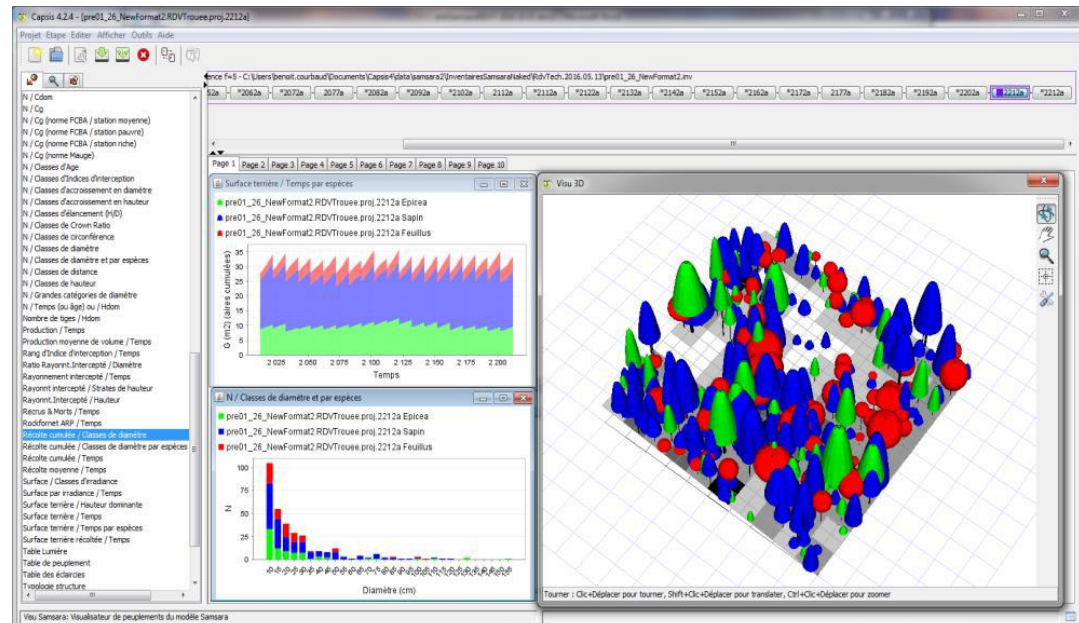 Capsis 4.2.4 - [pre01_26_NewFormat2.RDVTrouee.proj.2212a]
Projet Etape Editer Afficher Outils Aide
ence f=5 - C:\Users\benoit.courbaud\Documents\Capsis4\data\samsara2\InventairesSamsaraNaked\RdvTech.2016.05.13\pre01_26_NewFormat2.inv
52a *2062a *2072a 2077a *2082a *2092a *2102a 2112a *2112a *2122a *2132a *2142a *2152a *2162a *2172a 2177a *2182a *2192a *2202a 2212a *2212a
N / Cdom
N / Cg
N / Cg (norme FCBA / station moyenne)
N / Cg (norme FCBA / station pauvre)
N / Cg (norme FCBA / station riche)
N / Cg (norme Mauge)
N / Classes d'Age
N / Classes d'Indices d'interception
N / Classes d'accroissement en diamètre
N / Classes d'accroissement en hauteur
N / Classes d'élancement (H/D)
N / Classes de Crown Ratio
N / Classes de circonférence
N / Classes de diamètre
N / Classes de diamètre et par espèces
N / Classes de distance
N / Classes de hauteur
N / Grandes catégories de diamètre
N / Temps (ou âge) ou / Hdom
Nombre de tiges / Hdom
Production / Temps
Production moyenne de volume / Temps
Rang d'Indice d'interception / Temps
Ratio Rayonnt.Intercepté / Diamètre
Rayonnement intercepté / Temps
Rayonnt intercepté / Strates de hauteur
Rayonnt.Intercepté / Hauteur
Recrus & Morts / Temps
Rockfornet ARP / Temps
Récolte cumulée / Classes de diamètre
Récolte cumulée / Classes de diamètre par espèces
Récolte cumulée / Temps
Récolte moyenne / Temps
Surface / Classes d'irradiance
Surface par irradiance / Temps
Surface terrière / Hauteur dominante
Surface terrière / Temps
Surface terrière / Temps par espèces
Surface terrière récoltée / Temps
Table Lumière
Table de peuplement
Table des éclaircies
Typologie structure
Page 1 Page 2 Page 3 Page 4 Page 5 Page 6 Page 7 Page 8 Page 9 Page 10
Surface terrière / Temps par espèces
pre01_26_NewFormat2.RDVTrouee.proj.2212a Epicea
pre01_26_NewFormat2.RDVTrouee.proj.2212a Sapin
pre01_26_NewFormat2.RDVTrouee.proj.2212a Feuillus
G (m2) (aires cumulées)
35
30
25
20
15
10
5
0
2 025 2 050 2 075 2 100 2 125 2 150 2 175 2 200
Temps
N / Classes de diamètre et par espèces
pre01_26_NewFormat2.RDVTrouee.proj.2212a Epicea
pre01_26_NewFormat2.RDVTrouee.proj.2212a Sapin
pre01_26_NewFormat2.RDVTrouee.proj.2212a Feuillus
N
100
75
50
25
0
Diamètre (cm)
Visu 3D
Tourner : Clic+Déplacer pour tourner, Shift+Clic+Déplacer pour translater, Ctrl+Clic+Déplacer pour zoomer
Visu Samsara: Visualisateur de peuplements du modèle Samsara